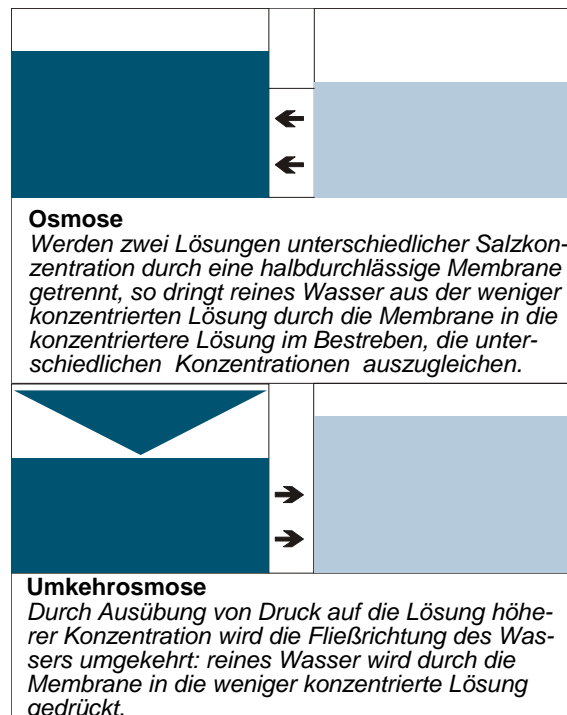 Osmose
Werden zwei Lösungen unterschiedlicher Salzkon-
zentration durch eine halbdurchlässige Membrane
getrennt, so dringt reines Wasser aus der weniger
konzentrierten Lösung durch die Membrane in die
konzentriertere Lösung im Bestreben, die unter-
schiedlichen Konzentrationen auszugleichen.
Umkehrosmose
Durch Ausübung von Druck auf die Lösung höhe-
rer Konzentration wird die Fließrichtung des Was-
sers umgekehrt: reines Wasser wird durch die
Membrane in die weniger konzentrierte Lösung
gedrückt.